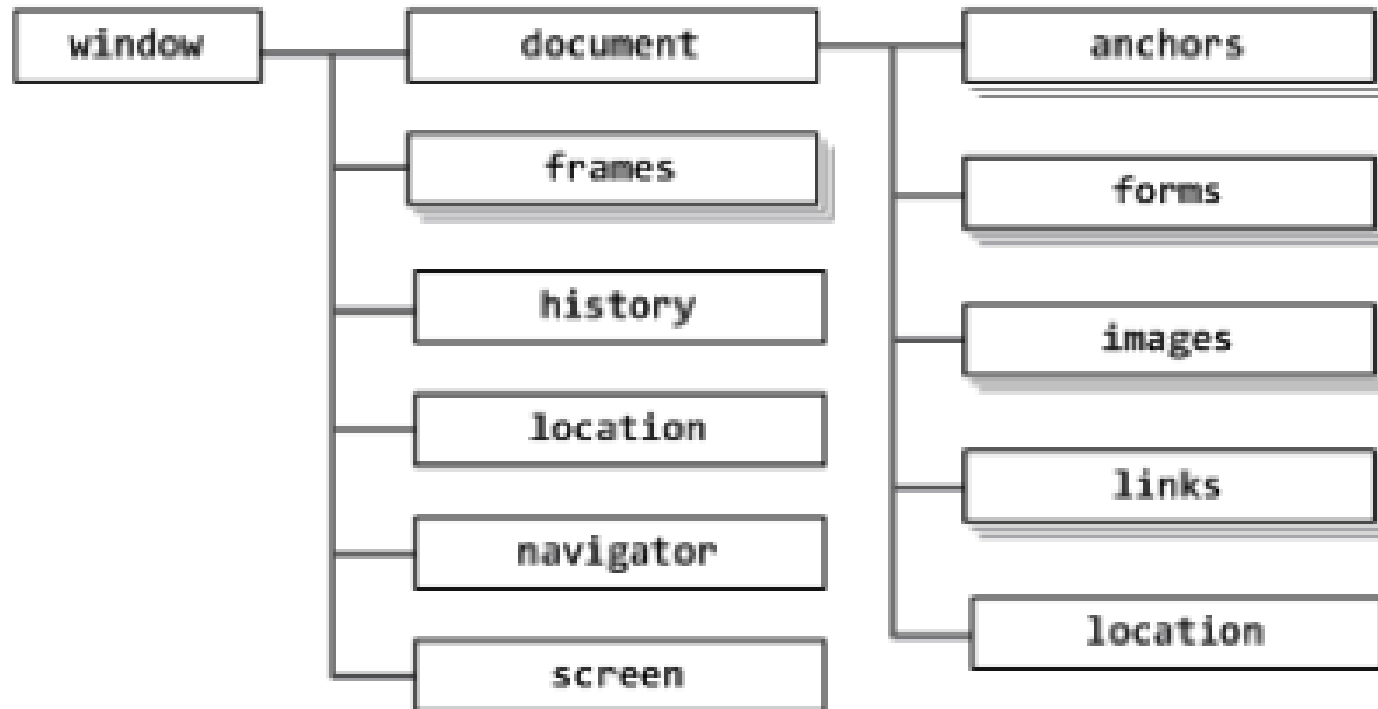 window
document
anchors
frames
forms
history
images
location
links
navigator
location
screen